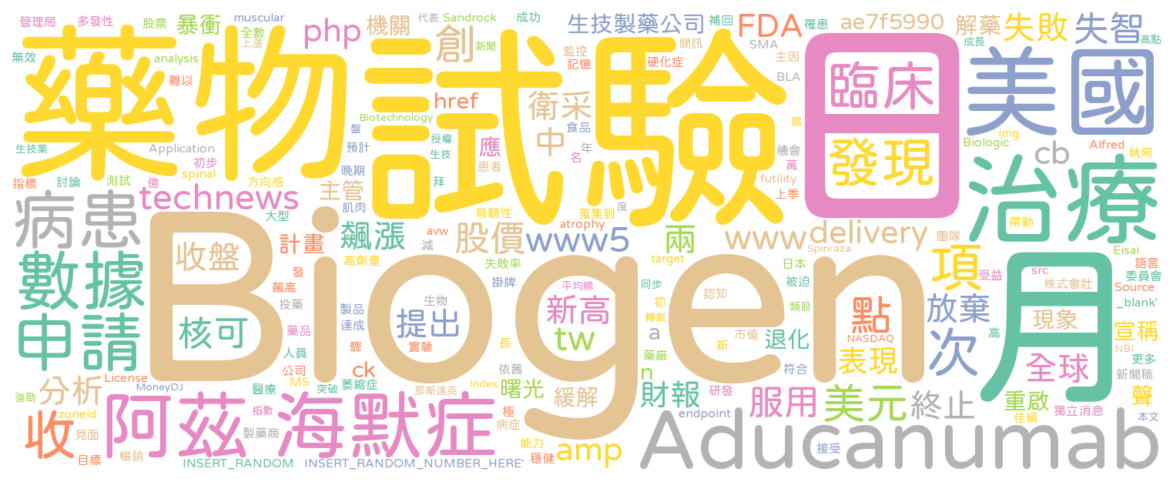 管理局 多發性 股票 暴衝 muscular php 機關 代表 Sandrock 成功 生技製藥公司 補回 FDA 罹患 ae7f5990 解藥 失敗 失智 成長 高點
無效 全數 上漲 analysis 難以 創 新聞 監控 記憶 聞訊 硬化症 SMA 主因 BLA
藥物試驗 日 臨床 發現 美國
href 衛采 食品 年 名 中 應 患者 Biotechnology 授權 生技 賜 機會 萬 futility 上季 Biologic img Alfred 執照 cb
生技業 Application 初步 spinal 方向感 預計 盤 晚期 拜 肌肉 主管
指標 討論 測試 億 technews 大型 治療
病患 收盤 計畫 飆漲 股價 脊髓性 蒐集到 atrophy 度 www5 兩 www delivery 項 帶動 團隊 Eisai
avw 減 高劑量 失敗率 target Spinraza 日本 受益 src 語言 委員會
數據 Biogen 月
發 飆高 投藥 製品 達成 生物 掛牌 平均線 新高 同步 初 轉載 被迫 認知 類股 點 放棄 株式會社 Source _blank'
申請 核可 藥品 提出 tw a 市值 新 退化 NASDAQ 次 高 現象 宣稱
人員 公司 驟 實驗 長 藥廠 n 表現 符合 全球 NBI 更多 新聞稿
分析 License MS 突破 ck 萎縮症 依舊 曙光 緩解 財報 研發 美元 終止 重啟 聲
強勁 zoneid MoneyDJ 醫療 那斯達克 Index 極 病症 endpoint 服用 佳績 獨立消息
收 阿茲海默症 見面 指數 製藥商 能力 穩健 amp Aducanumab 接受 本文
目標 暢銷 INSERT_RANDOM INSERT_RANDOM_NUMBER_HERE'